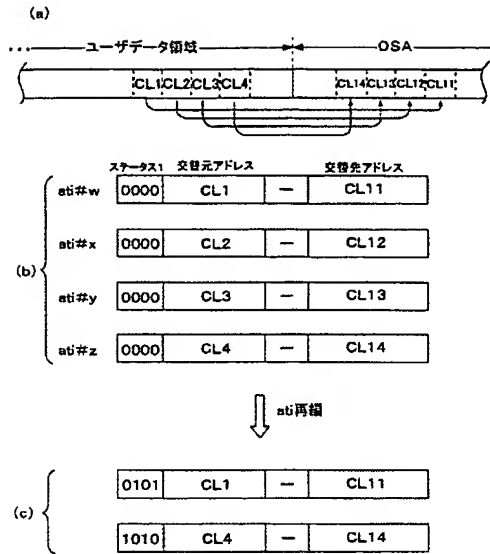 (a)
… ユーザデータ領域 OSA
CL1 CL2 CL3 CL4 CL14 CL13 CL12 CL11
ステータス1 交替元アドレス 交替先アドレス
(b)
ati#w 0000 CL1 — CL11
ati#x 0000 CL2 — CL12
ati#y 0000 CL3 — CL13
ati#z 0000 CL4 — CL14
ati再編
(c)
0101 CL1 — CL11
1010 CL4 — CL14